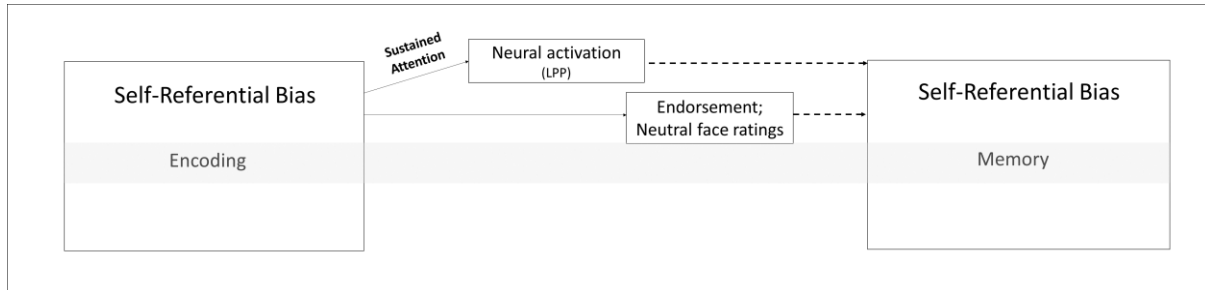 Sustained
Attention
Neural activation
(LPP)
Self-Referential Bias
Self-Referential Bias
Endorsement;
Neutral face ratings
Encoding
Memory